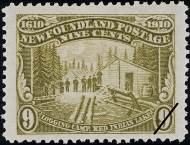 1610 1910
NEWFOUNDLAND POSTAGE
NINE CENTS
LOGGING CAMP, RED INDIAN LAKE
9 9